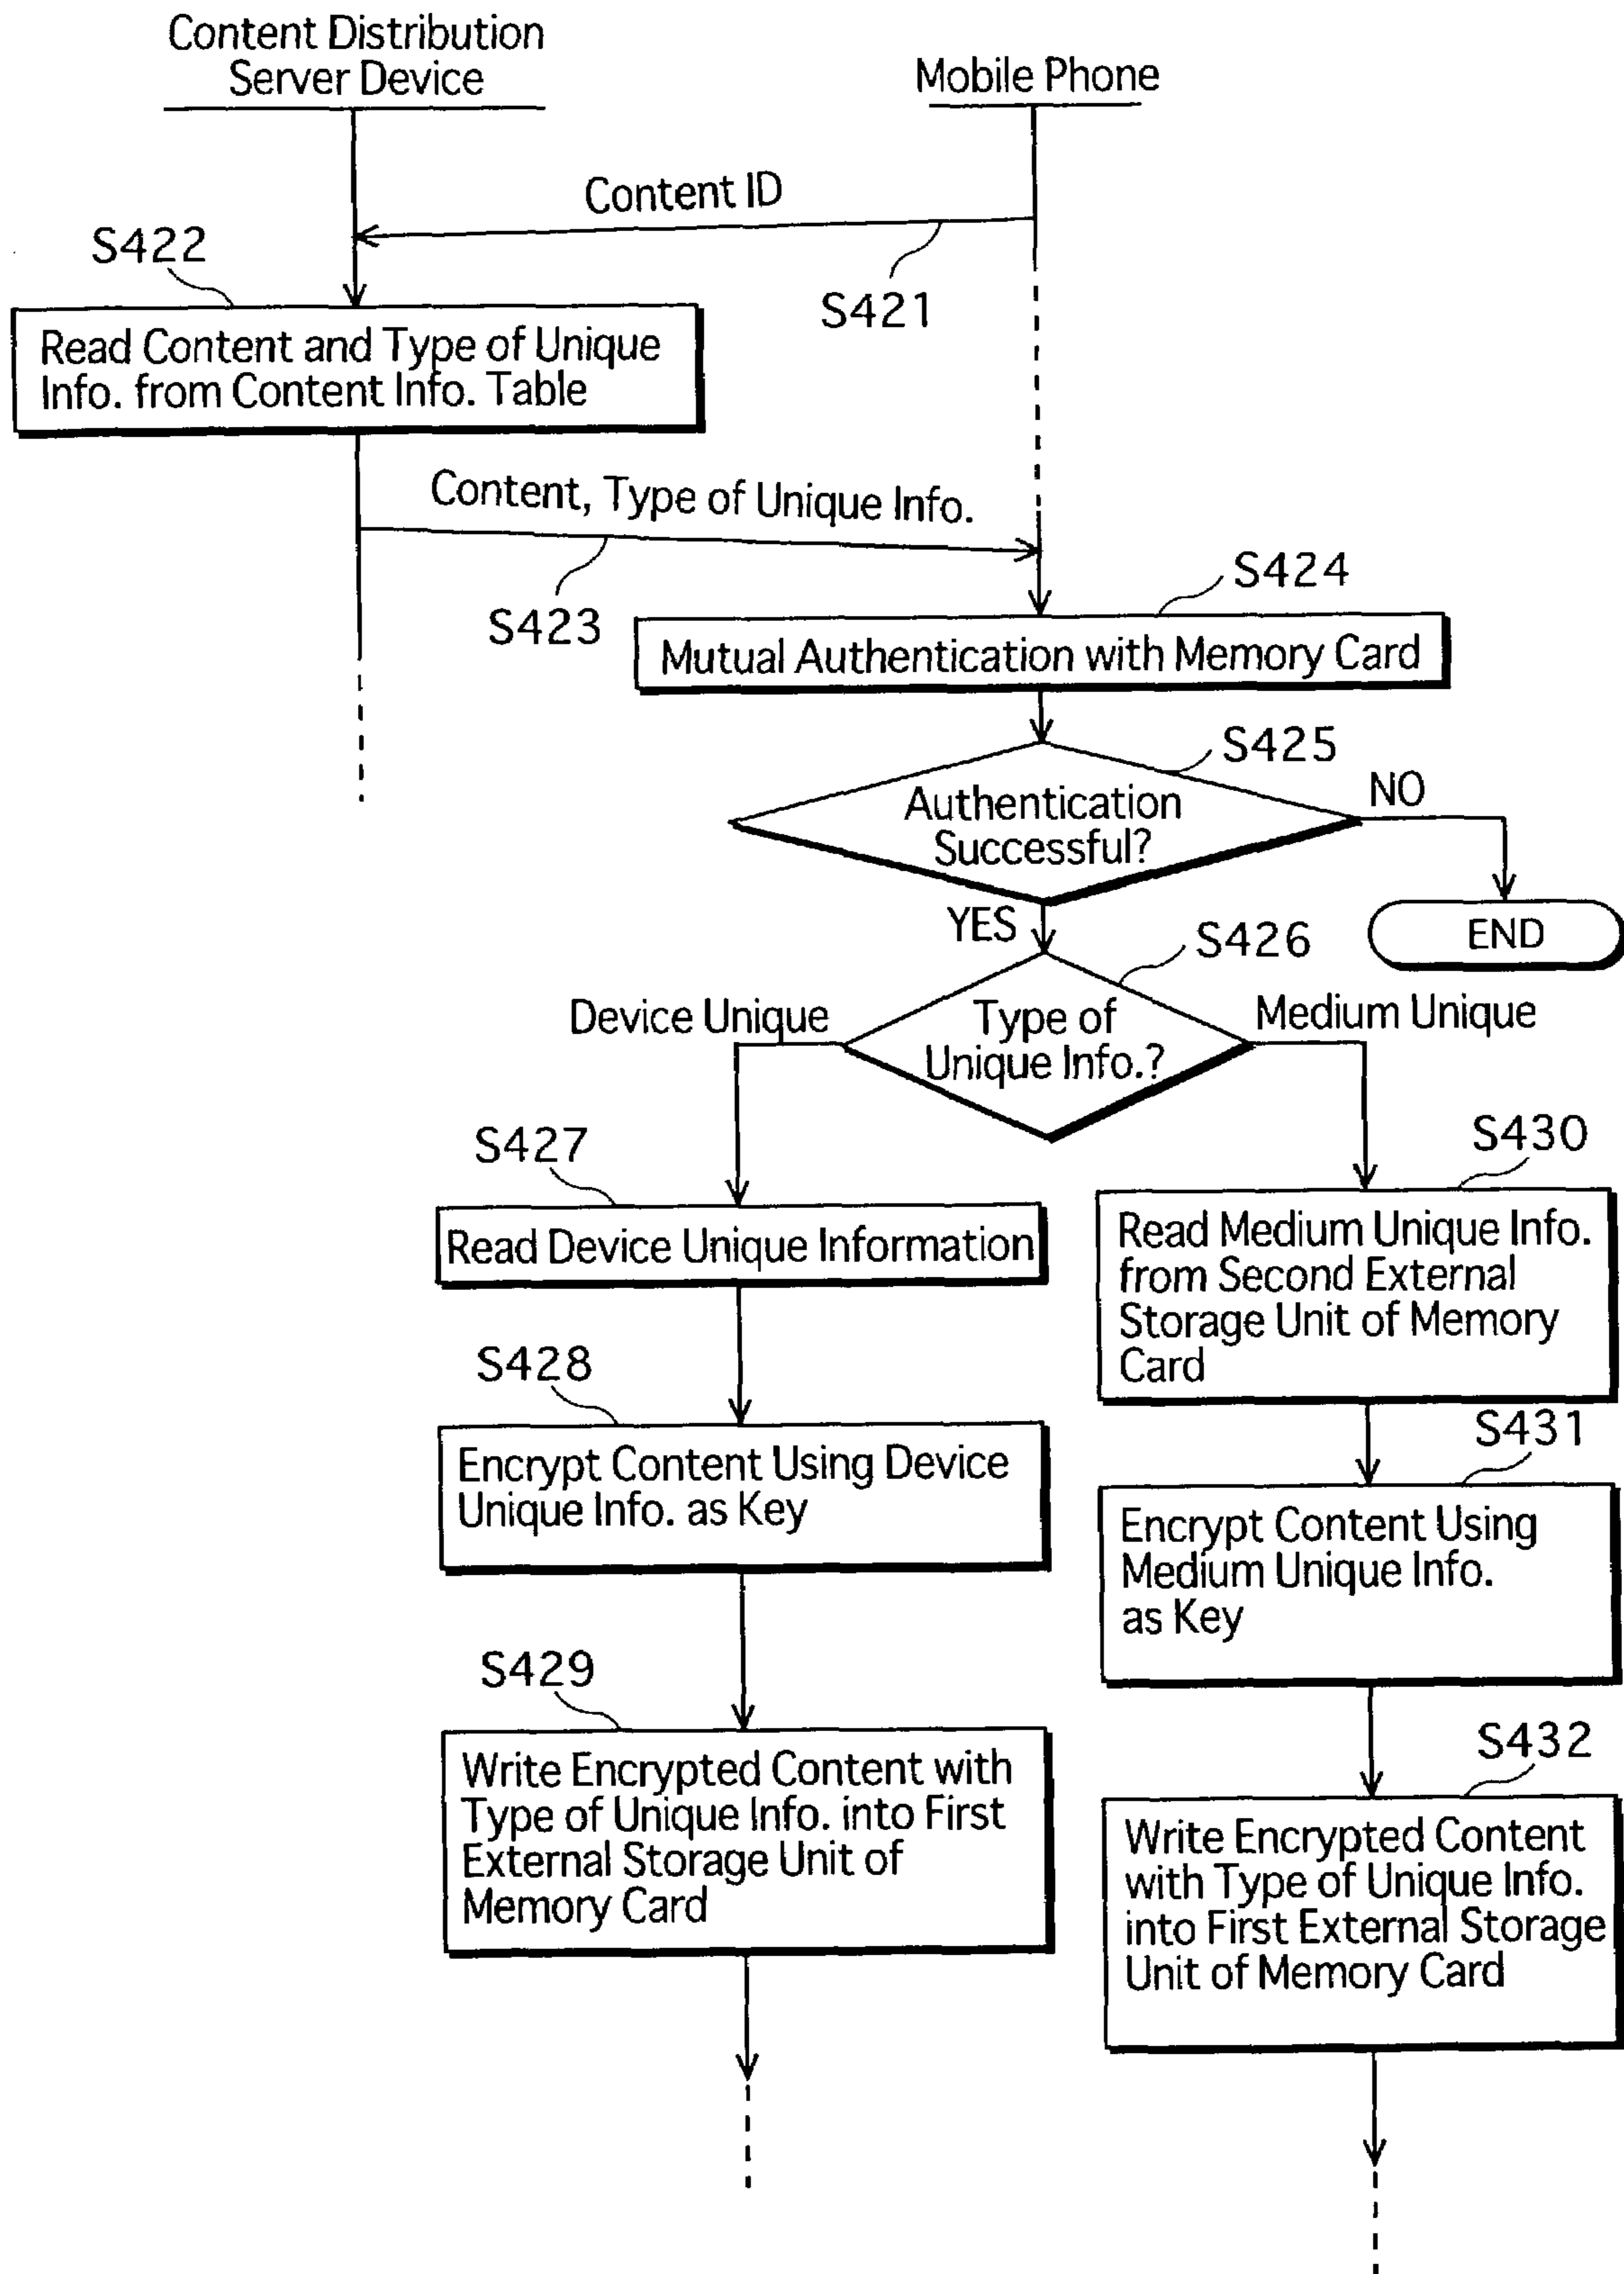 Content Distribution
Server Device
Mobile Phone
Content ID
S421
S422
Read Content and Type of Unique
Info. from Content Info. Table
Content, Type of Unique Info.
S423
S424
Mutual Authentication with Memory Card
S425
Authentication
Successful?
NO
END
YES
S426
Type of
Unique Info.?
Device Unique
Medium Unique
S427
Read Device Unique Information
S428
Encrypt Content Using Device
Unique Info. as Key
S429
Write Encrypted Content with
Type of Unique Info. into First
External Storage Unit of
Memory Card
S430
Read Medium Unique Info.
from Second External
Storage Unit of Memory
Card
S431
Encrypt Content Using
Medium Unique Info.
as Key
S432
Write Encrypted Content
with Type of Unique Info.
into First External Storage
Unit of Memory Card